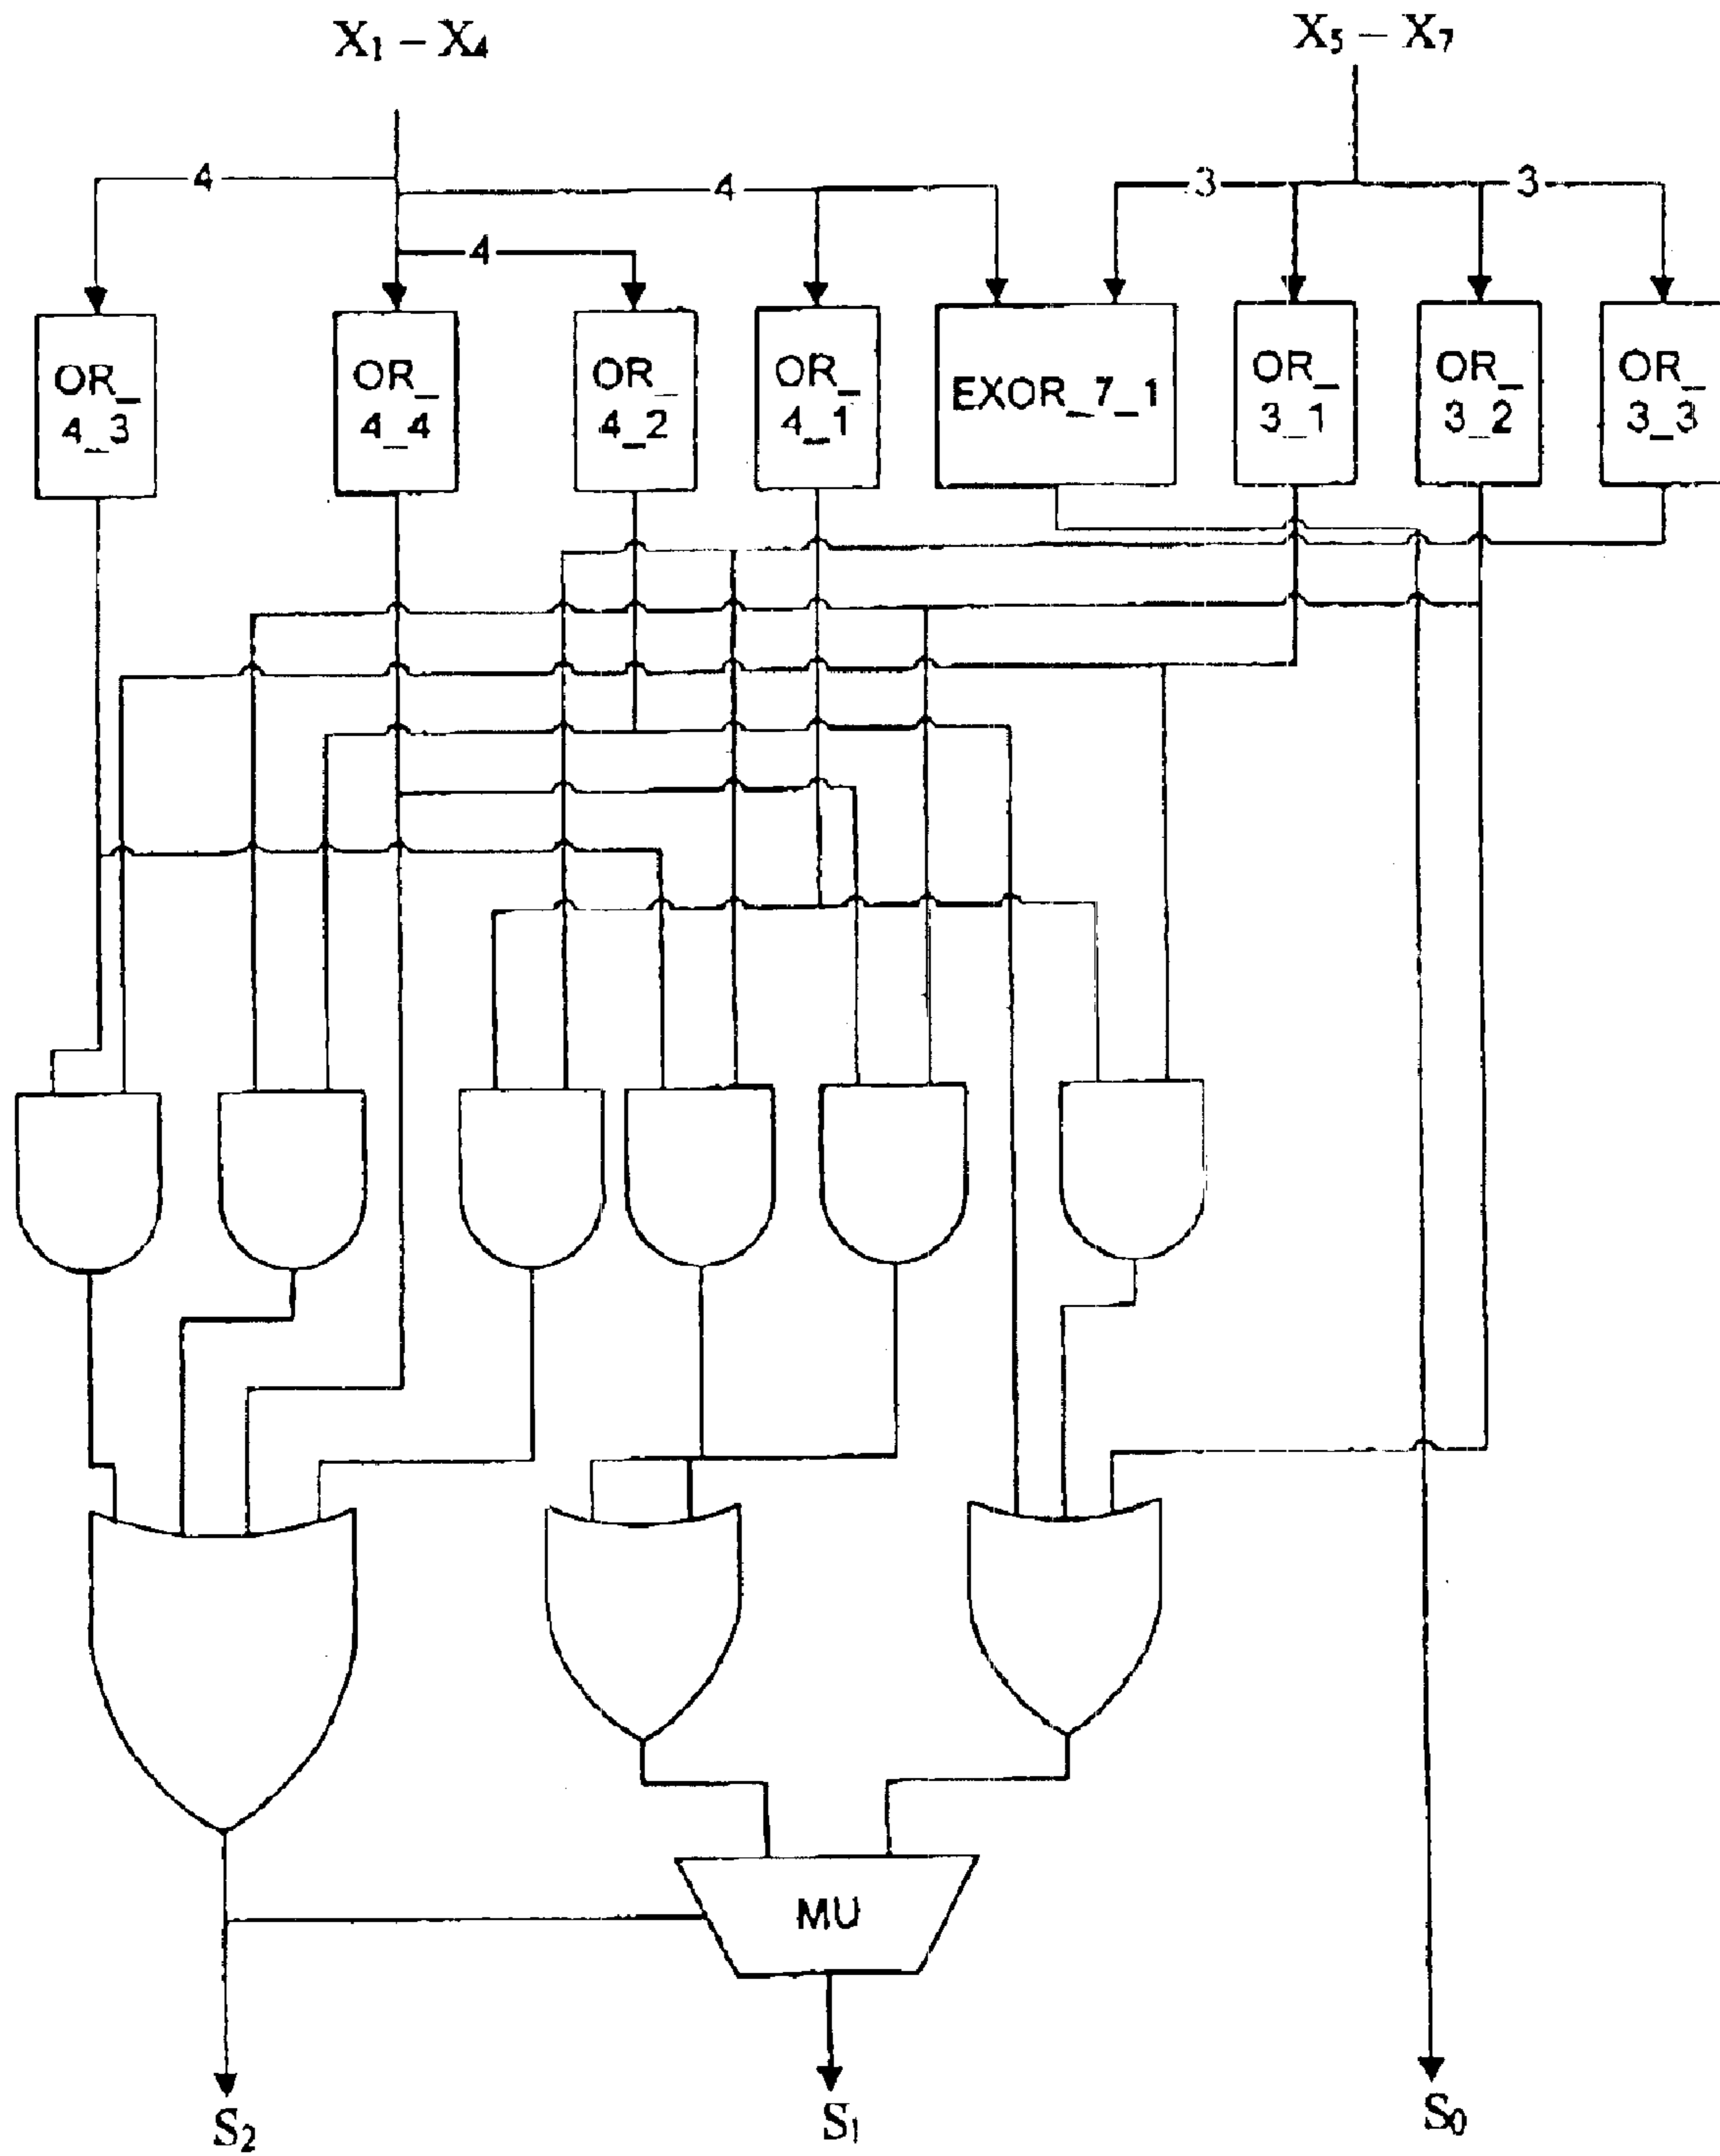 X₁ – X₄
X₅ – X₇
4
4
3
3
4
OR_
4_3
OR_
4_4
OR_
4_2
OR_
4_1
EXOR_7_1
OR_
3_1
OR_
3_2
OR_
3_3
MU
S₂
S₁
S₀